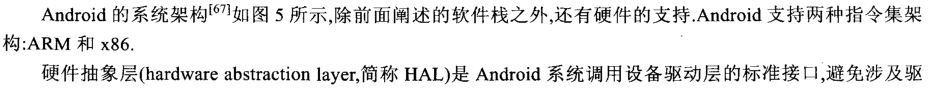 Android 的系统架构[67]如图 5 所示,除前面阐述的软件栈之外,还有硬件的支持.Android 支持两种指令集架
构:ARM 和 x86.
硬件抽象层(hardware abstraction layer,简称 HAL)是 Android 系统调用设备驱动层的标准接口,避免涉及驱